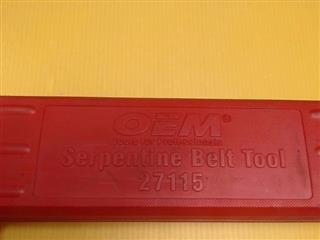 OEM®
Tools for Professionals
Serpentine Belt Tool
27115